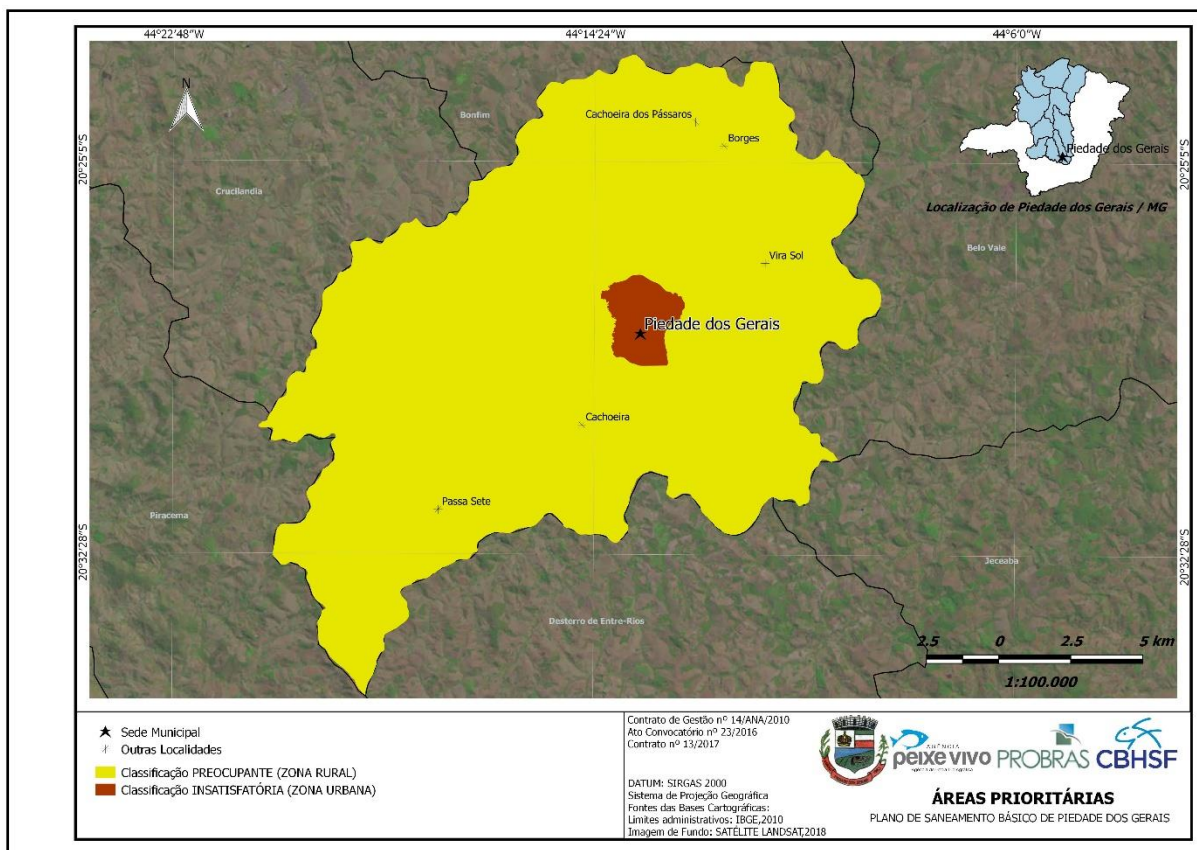 44°22'48"W
44°14'24"W
44°6'0"W
N
20°25'5"S
20°25'5"S
20°32'28"S
20°32'28"S
Bonfim
Crucilandia
Cachoeira dos Pássaros
Borges
Vira Sol
Piedade dos Gerais
Cachoeira
Passa Sete
Piracema
Desterro de Entre-Rios
Belo Vale
Jeceaba
Piedade dos Gerais
Localização de Piedade dos Gerais / MG
2.5 0 2.5 5 km
1:100.000
Sede Municipal
Outras Localidades
Classificação PREOCUPANTE (ZONA RURAL)
Classificação INSATISFATÓRIA (ZONA URBANA)
Contrato de Gestão nº 14/ANA/2010
Ato Convocatório nº 23/2016
Contrato nº 13/2017
DATUM: SIRGAS 2000
Sistema de Projeção Geográfica
Fontes das Bases Cartográficas:
Limites administrativos: IBGE,2010
Imagem de Fundo: SATÉLITE LANDSAT,2018
AGÊNCIA
peixe vivo
PROBRAS
CBHSF
ÁREAS PRIORITÁRIAS
PLANO DE SANEAMENTO BÁSICO DE PIEDADE DOS GERAIS